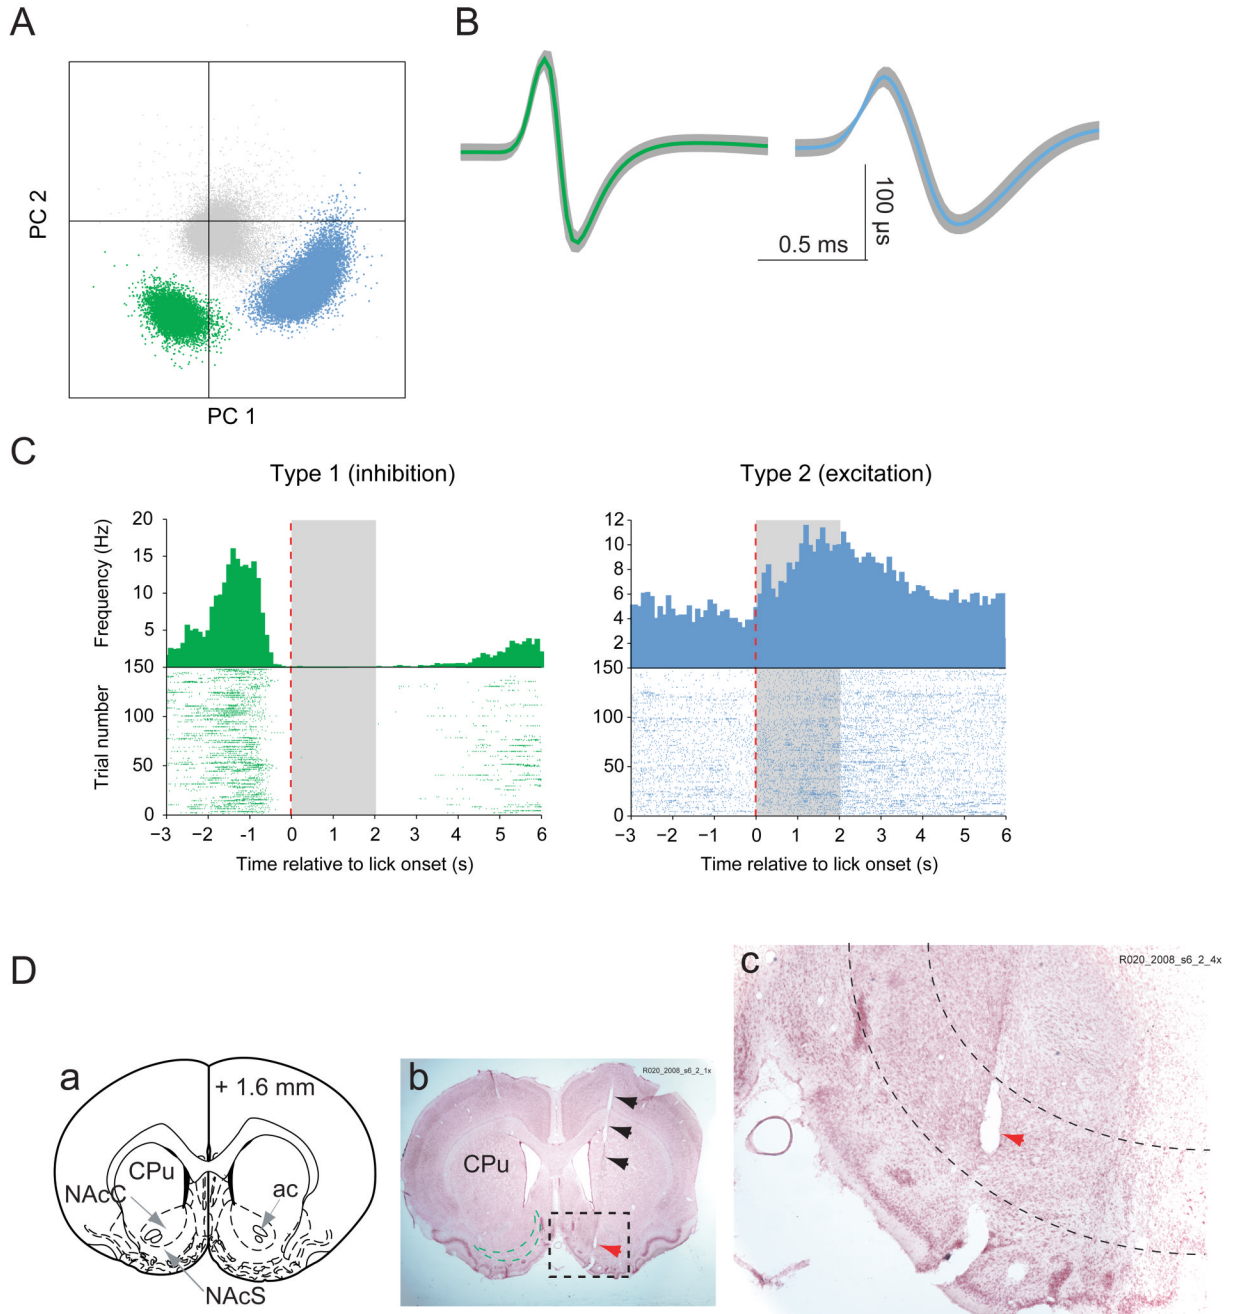 A
B
PC 2
PC 1
0.5 ms
100 µs
C
Type 1 (inhibition)
Type 2 (excitation)
Frequency (Hz)
20
15
10
5
150
Trial number
100
50
0
−3 −2 −1 0 1 2 3 4 5 6
Time relative to lick onset (s)
12
10
8
6
4
2
150
100
50
0
−3 −2 −1 0 1 2 3 4 5 6
Time relative to lick onset (s)
D
a
+ 1.6 mm
CPu
NAcC
ac
NAcS
b
R020_2008_s6_2_1x
CPu
c
R020_2008_s6_2_4x